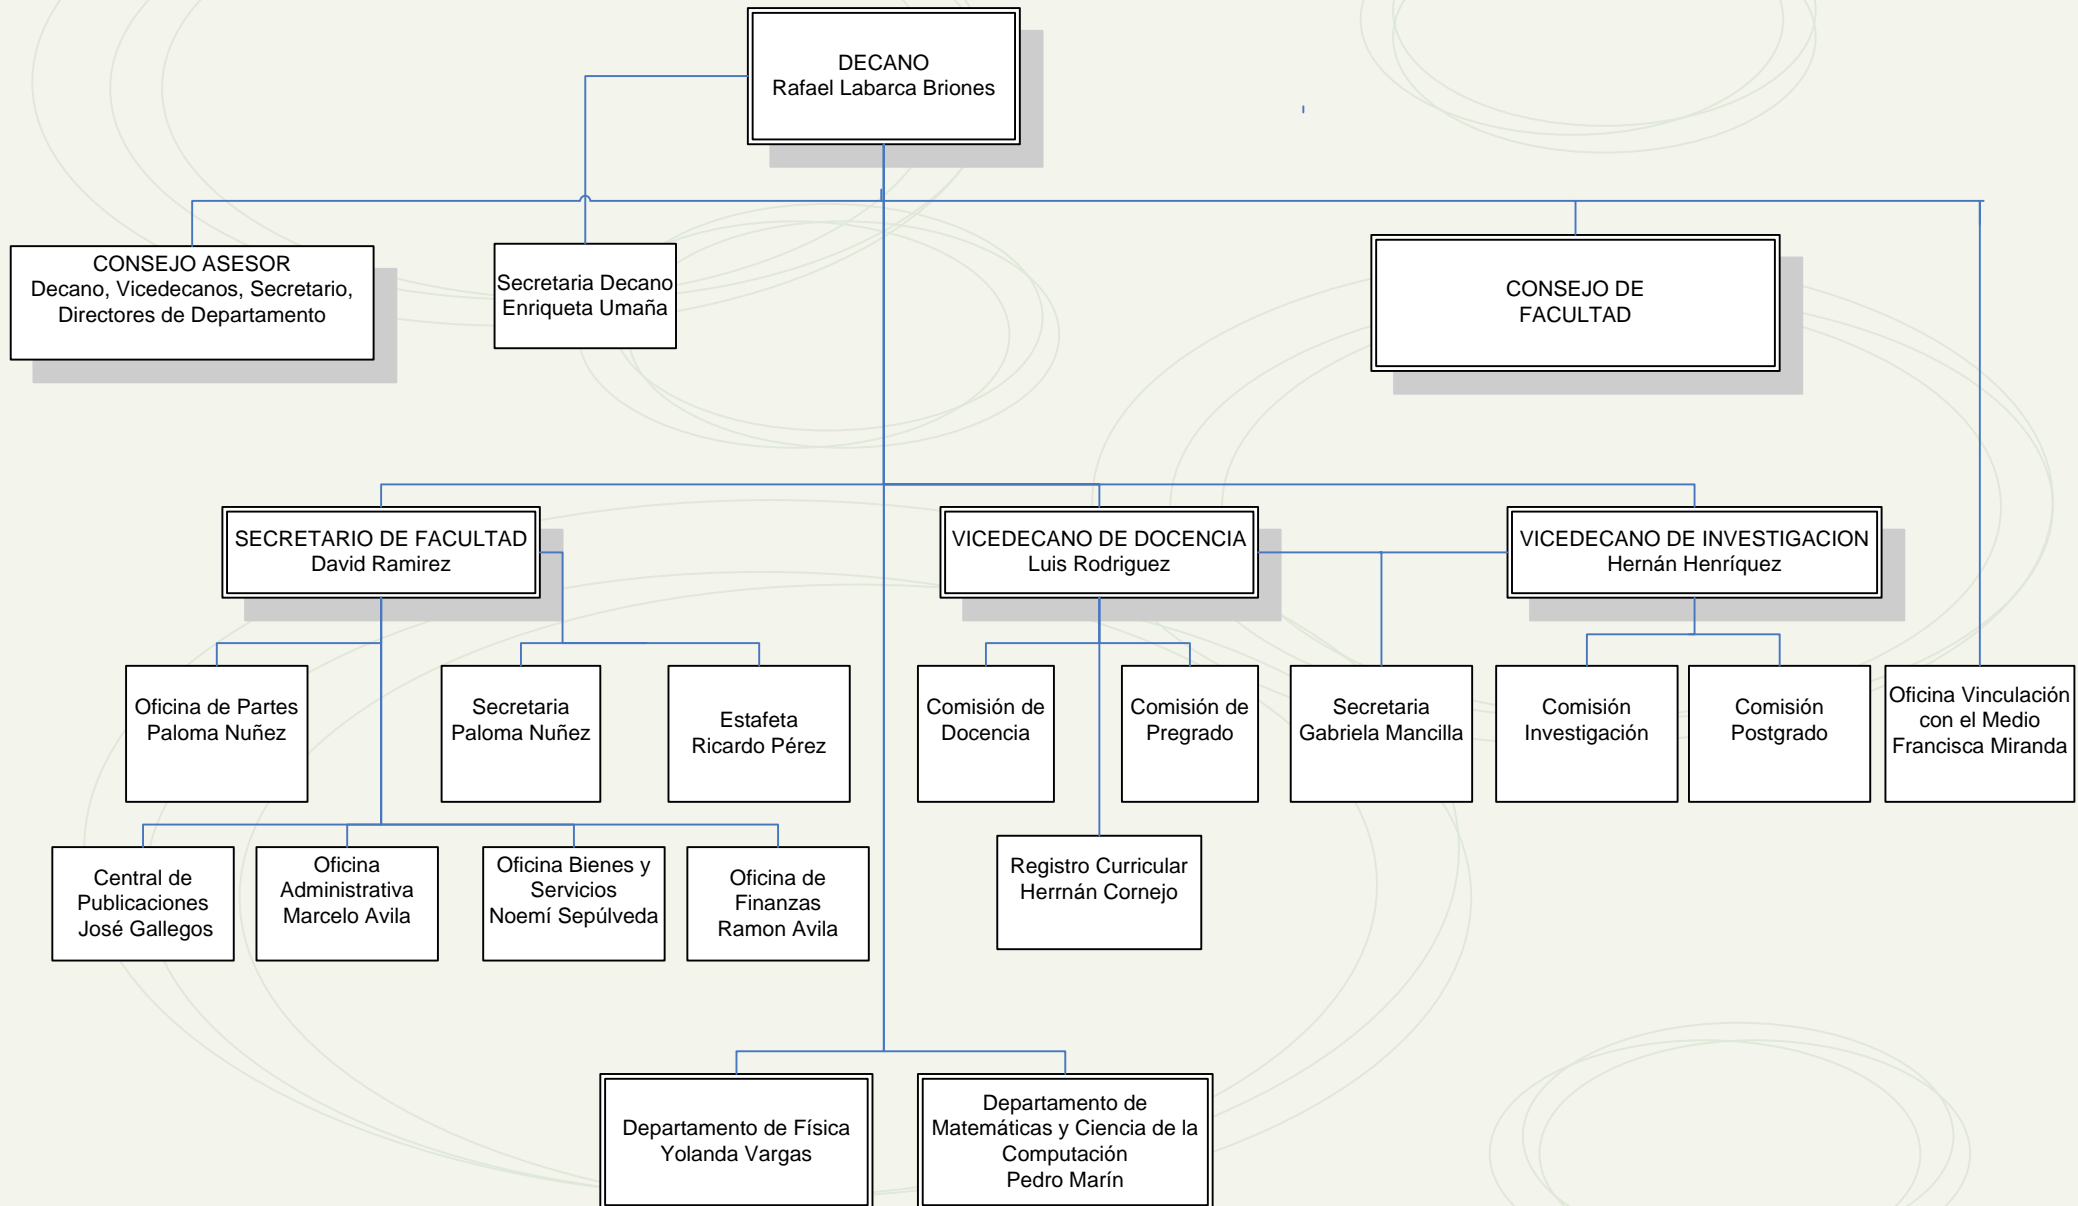 DECANO
Rafael Labarca Briones
CONSEJO ASESOR
Decano, Vicedecanos, Secretario,
Directores de Departamento
Secretaria Decano
Enriqueta Umaña
CONSEJO DE
FACULTAD
SECRETARIO DE FACULTAD
David Ramirez
VICEDECANO DE DOCENCIA
Luis Rodriguez
VICEDECANO DE INVESTIGACION
Hernán Henríquez
Oficina de Partes
Paloma Nuñez
Secretaria
Paloma Nuñez
Estafeta
Ricardo Pérez
Comisión de
Docencia
Comisión de
Pregrado
Secretaria
Gabriela Mancilla
Comisión
Investigación
Comisión
Postgrado
Oficina Vinculación
con el Medio
Francisca Miranda
Central de
Publicaciones
José Gallegos
Oficina
Administrativa
Marcelo Avila
Oficina Bienes y
Servicios
Noemí Sepúlveda
Oficina de
Finanzas
Ramon Avila
Registro Curricular
Herrnán Cornejo
Departamento de Física
Yolanda Vargas
Departamento de
Matemáticas y Ciencia de la
Computación
Pedro Marín